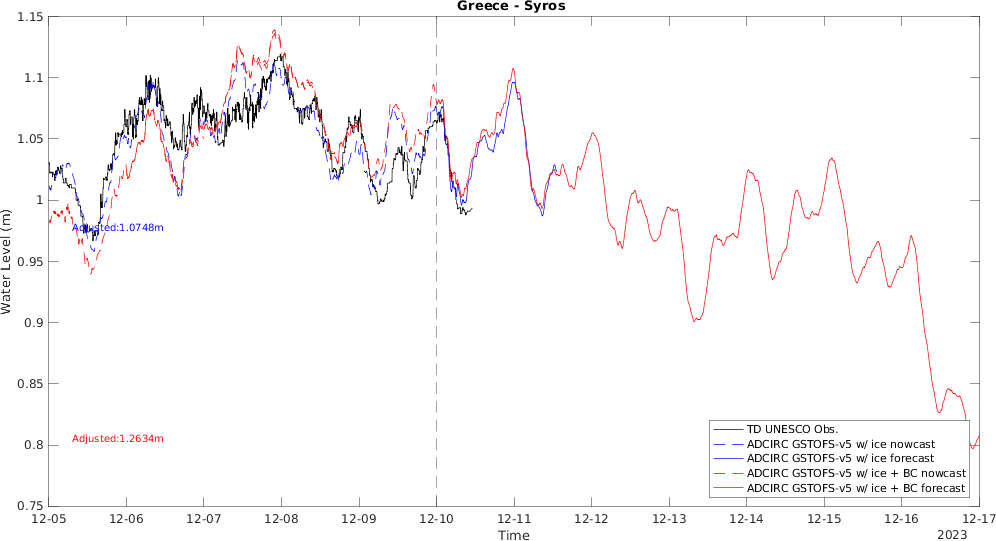 Greece - Syros
Water Level (m)
1.15
1.1
1.05
1
0.95
0.9
0.85
0.8
0.75
Adjusted:1.0748m
Adjusted:1.2634m
TD UNESCO Obs.
ADCIRC GSTOFS-v5 w/ ice nowcast
ADCIRC GSTOFS-v5 w/ ice forecast
ADCIRC GSTOFS-v5 w/ ice + BC nowcast
ADCIRC GSTOFS-v5 w/ ice + BC forecast
12-05 12-06 12-07 12-08 12-09 12-10 12-11 12-12 12-13 12-14 12-15 12-16 12-17
Time
2023